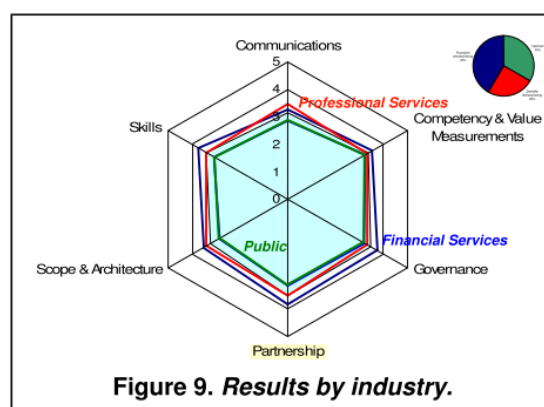 Communications
5
4
3
2
1
0
Professional Services
Competency & Value
Measurements
Skills
Public
Financial Services
Scope & Architecture
Governance
Partnership
Figure 9. Results by industry.